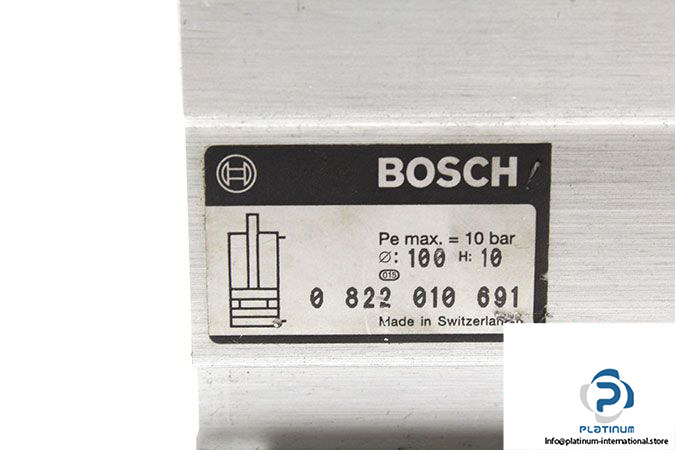 BOSCH
Pe max. = 10 bar
⌀: 100 H: 10
015
0 822 010 691
Made in Switzerland
PLATINUM
Info@platinum-international.store